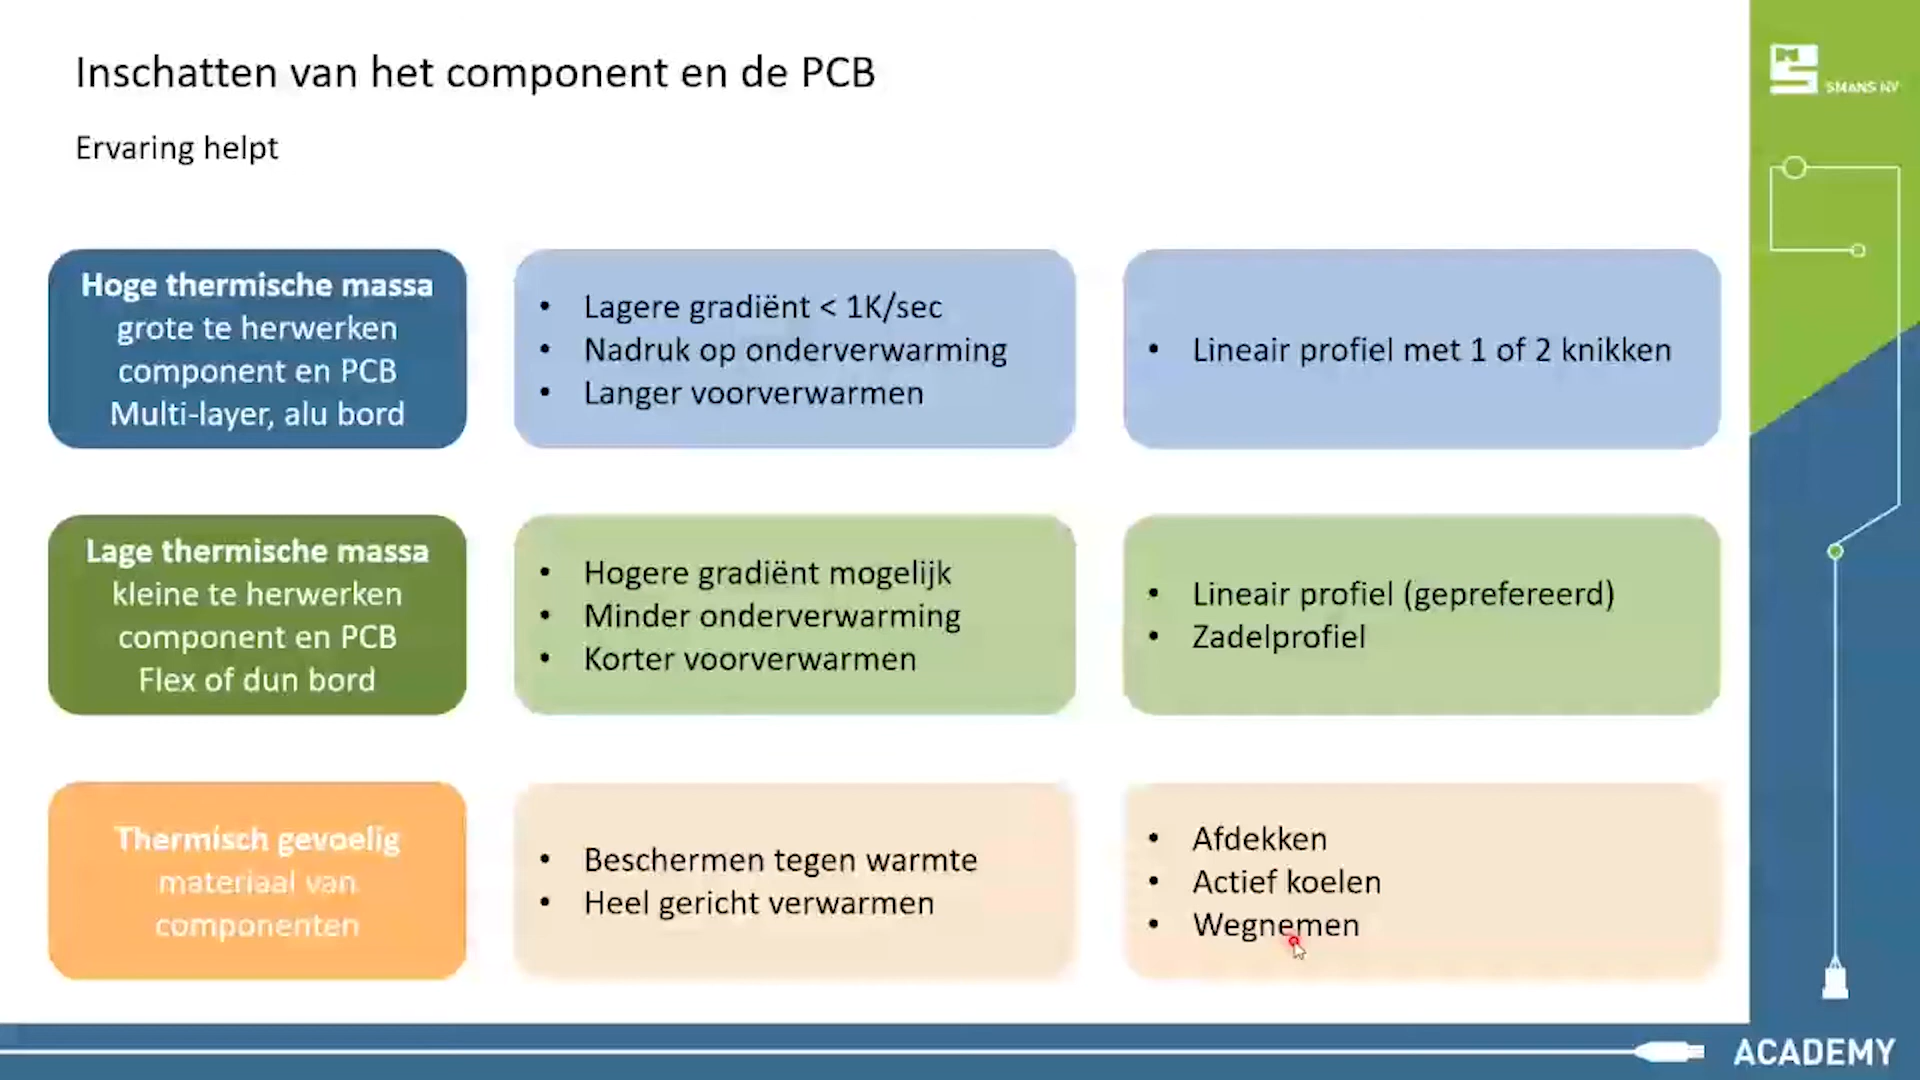 Inschatten van het component en de PCB
Ervaring helpt
SMANS NV
Hoge thermische massa
grote te herwerken
component en PCB
Multi-layer, alu bord
• Lagere gradiënt < 1K/sec
• Nadruk op onderverwarming
• Langer voorverwarmen
• Lineair profiel met 1 of 2 knikken
Lage thermische massa
kleine te herwerken
component en PCB
Flex of dun bord
• Hogere gradiënt mogelijk
• Minder onderverwarming
• Korter voorverwarmen
• Lineair profiel (geprefereerd)
• Zadelprofiel
Thermisch gevoelig
materiaal van
componenten
• Beschermen tegen warmte
• Heel gericht verwarmen
• Afdekken
• Actief koelen
• Wegnemen
ACADEMY